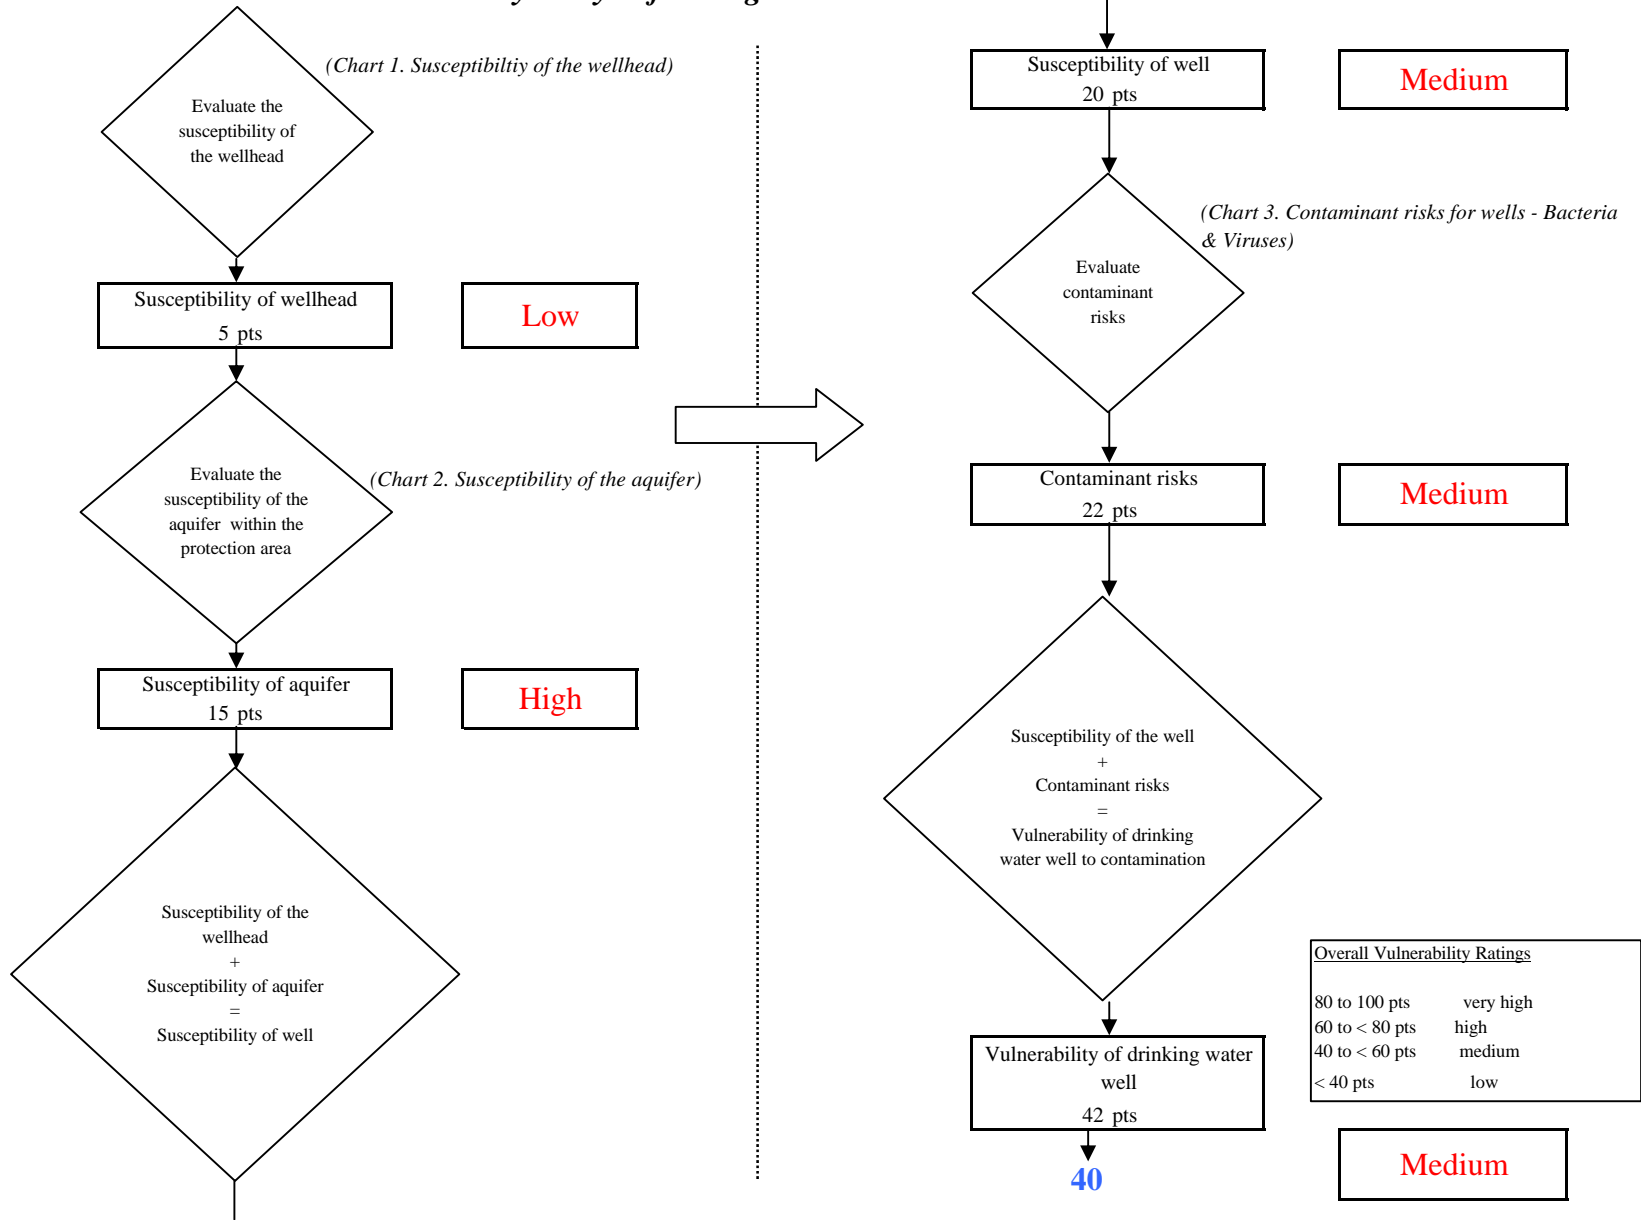 (Chart 1. Susceptibiltiy of the wellhead)
Evaluate the
susceptibility of
the wellhead
Susceptibility of wellhead
5 pts
Low
Evaluate the
susceptibility of the
aquifer within the
protection area
(Chart 2. Susceptibility of the aquifer)
Susceptibility of aquifer
15 pts
High
Susceptibility of the
wellhead
+
Susceptibility of aquifer
=
Susceptibility of well
Susceptibility of well
20 pts
Medium
(Chart 3. Contaminant risks for wells - Bacteria
& Viruses)
Evaluate
contaminant
risks
Contaminant risks
22 pts
Medium
Susceptibility of the well
+
Contaminant risks
=
Vulnerability of drinking
water well to contamination
Overall Vulnerability Ratings
80 to 100 pts very high
60 to < 80 pts high
40 to < 60 pts medium
< 40 pts low
Vulnerability of drinking water
well
42 pts
40
Medium